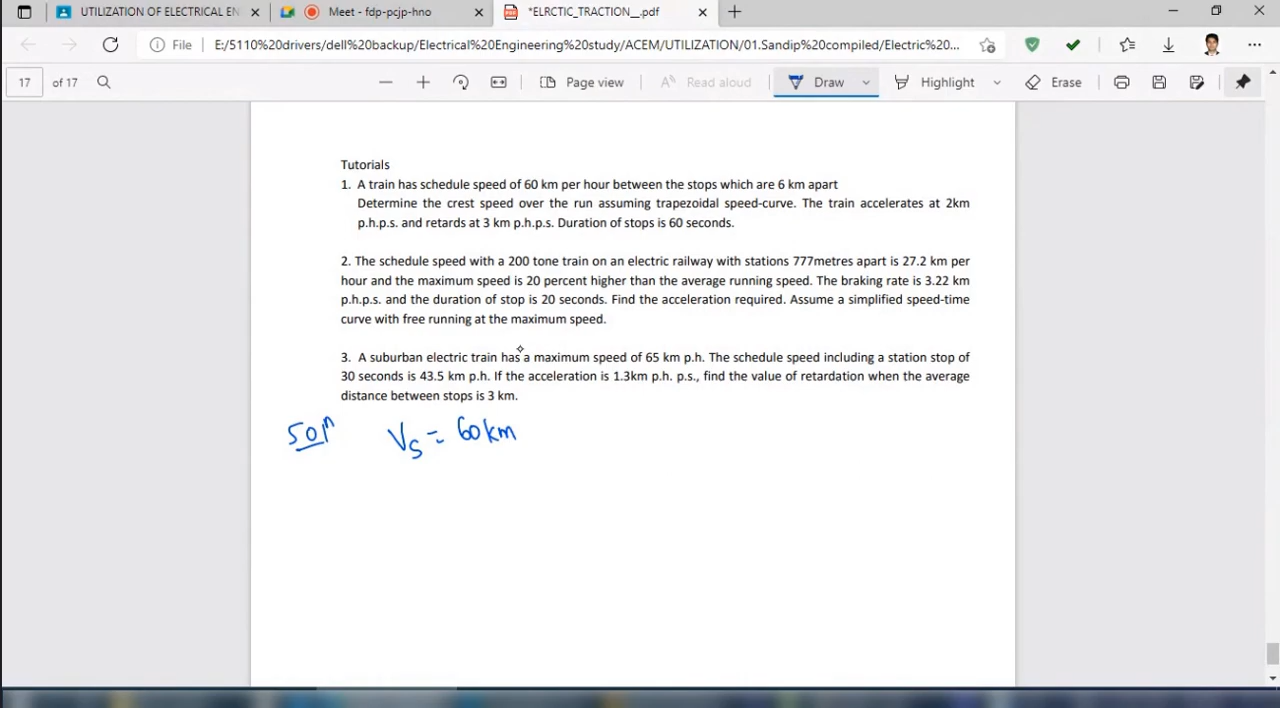 UTILIZATION OF ELECTRICAL EN
Meet - fdp-pcjp-hno
*ELRCTIC_TRACTION__.pdf
File
E:/5110%20drivers/dell%20backup/Electrical%20Engineering%20study/ACEM/UTILIZATION/01.Sandip%20compiled/Electric%20...
17 of 17
Page view
Read aloud
Draw
Highlight
Erase
Tutorials
1. A train has schedule speed of 60 km per hour between the stops which are 6 km apart
Determine the crest speed over the run assuming trapezoidal speed-curve. The train accelerates at 2km
p.h.p.s. and retards at 3 km p.h.p.s. Duration of stops is 60 seconds.
2. The schedule speed with a 200 tone train on an electric railway with stations 777metres apart is 27.2 km per
hour and the maximum speed is 20 percent higher than the average running speed. The braking rate is 3.22 km
p.h.p.s. and the duration of stop is 20 seconds. Find the acceleration required. Assume a simplified speed-time
curve with free running at the maximum speed.
3. A suburban electric train has a maximum speed of 65 km p.h. The schedule speed including a station stop of
30 seconds is 43.5 km p.h. If the acceleration is 1.3km p.h. p.s., find the value of retardation when the average
distance between stops is 3 km.
Solⁿ Vs = 60km